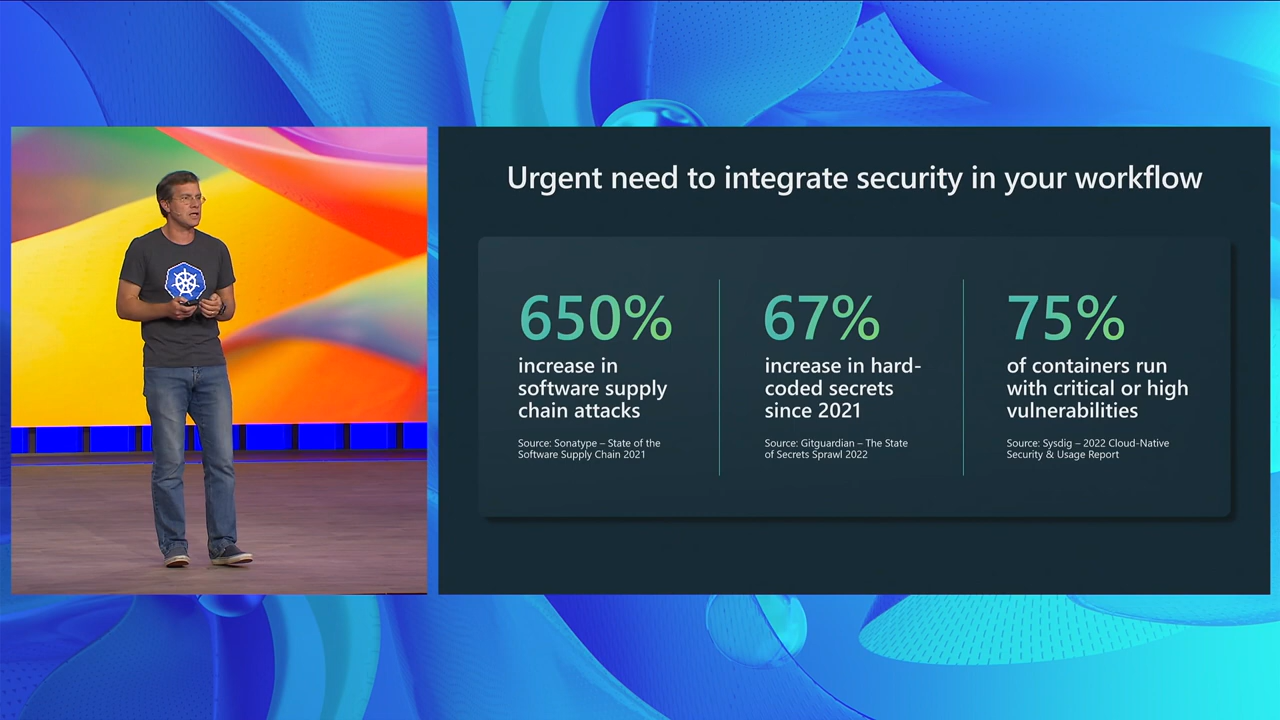 Urgent need to integrate security in your workflow
650%
increase in
software supply
chain attacks
Source: Sonatype – State of the
Software Supply Chain 2021
67%
increase in hard-
coded secrets
since 2021
Source: Gitguardian – The State
of Secrets Sprawl 2022
75%
of containers run
with critical or high
vulnerabilities
Source: Sysdig – 2022 Cloud-Native
Security & Usage Report